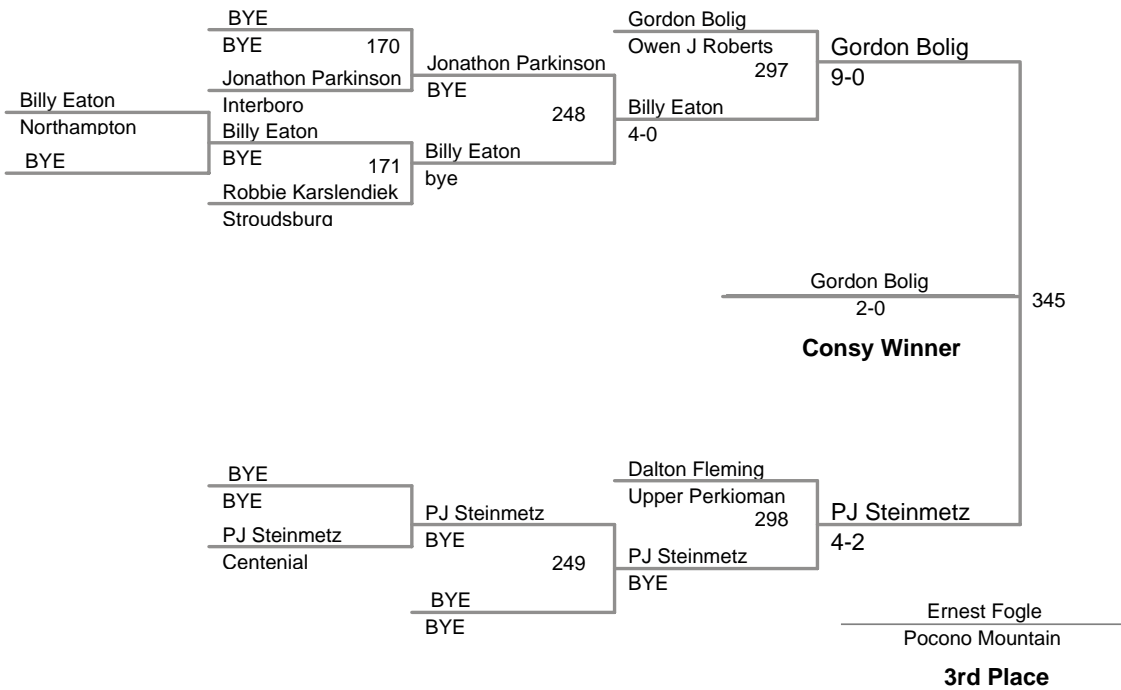 BYE
BYE
170
Jonathon Parkinson
Interboro
Billy Eaton
Northampton
BYE
Billy Eaton
BYE
171
Robbie Karslendiek
Stroudsburg
Jonathon Parkinson
BYE
248
Billy Eaton
bye
Gordon Bolig
Owen J Roberts
297
Billy Eaton
4-0
Gordon Bolig
9-0
Gordon Bolig
2-0
345
Consy Winner
BYE
BYE
PJ Steinmetz
Centenial
PJ Steinmetz
BYE
249
BYE
BYE
Dalton Fleming
Upper Perkioman
298
PJ Steinmetz
BYE
PJ Steinmetz
4-2
Ernest Fogle
Pocono Mountain
3rd Place